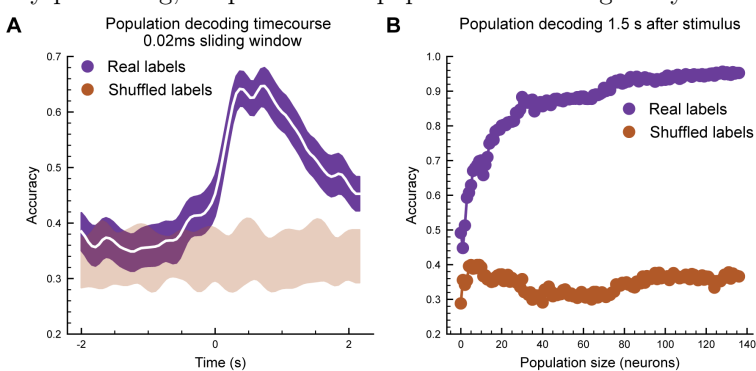 A
Population decoding timecourse
0.02ms sliding window
Real labels
Shuffled labels
Accuracy
0.7
0.6
0.5
0.4
0.3
0.2
-2
0
2
Time (s)
B
Population decoding 1.5 s after stimulus
Real labels
Shuffled labels
Accuracy
1.0
0.9
0.8
0.7
0.6
0.5
0.4
0.3
0.2
0
20
40
60
80
100
120
140
Population size (neurons)